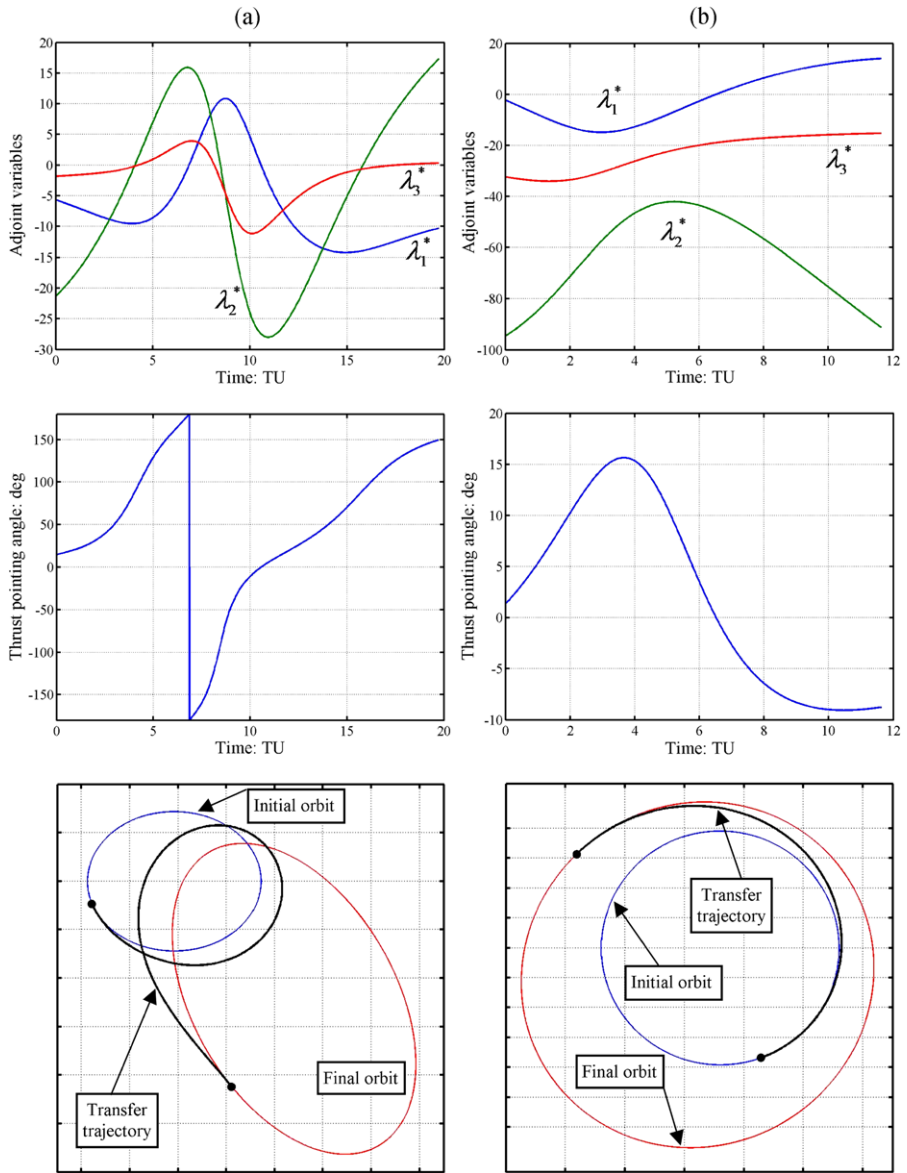 (a)
20
15
10
5
0
-5
-10
-15
-20
-25
-30
Adjoint variables
λ₁*
λ₂*
λ₃*
0
5
10
15
20
Time: TU
(b)
0
-20
-40
-60
-80
-100
Adjoint variables
λ₁*
λ₃*
λ₂*
0
2
4
6
8
10
12
Time: TU
150
100
50
0
-50
-100
-150
Thrust pointing angle: deg
0
5
10
15
20
Time: TU
20
15
10
5
0
-5
-10
Thrust pointing angle: deg
0
2
4
6
8
10
12
Time: TU
Initial orbit
Final orbit
Transfer
trajectory
Transfer
trajectory
Initial orbit
Final orbit